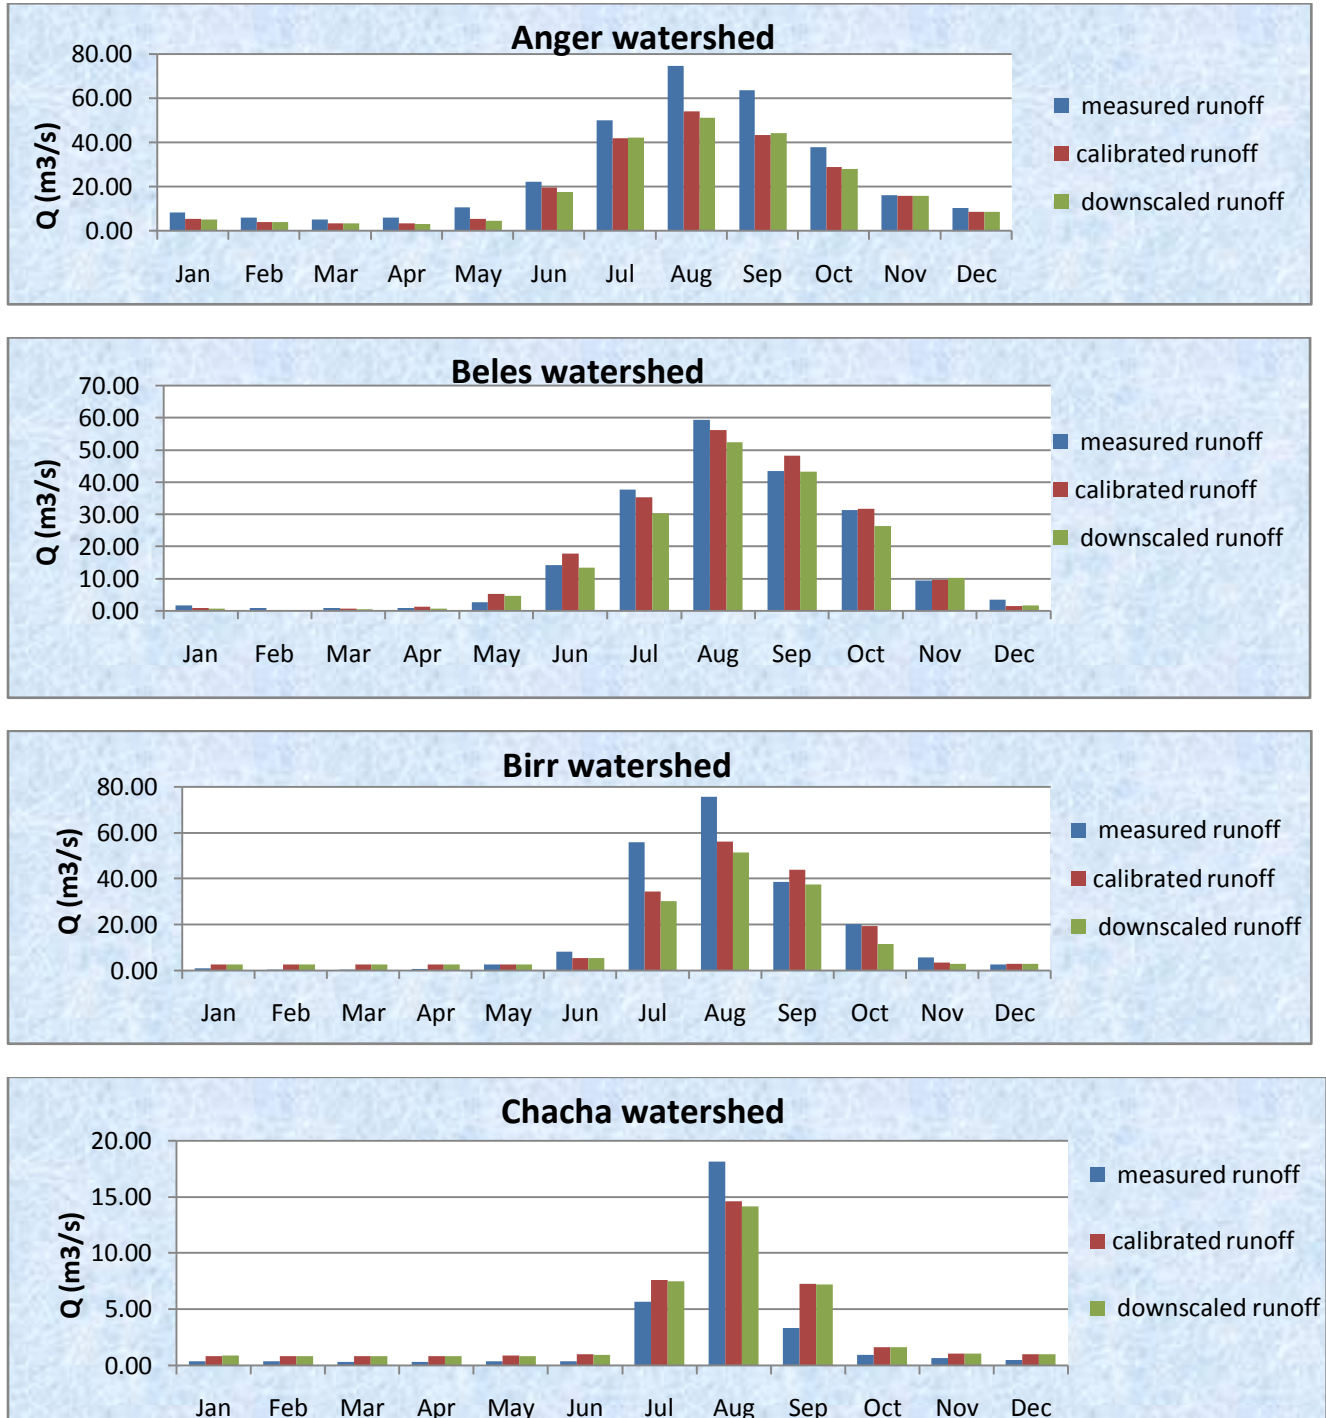 Anger watershed
80.00
60.00
40.00
20.00
0.00
Q (m3/s)
Jan Feb Mar Apr May Jun Jul Aug Sep Oct Nov Dec
measured runoff
calibrated runoff
downscaled runoff
Beles watershed
70.00
60.00
50.00
40.00
30.00
20.00
10.00
0.00
Q (m3/s)
Jan Feb Mar Apr May Jun Jul Aug Sep Oct Nov Dec
measured runoff
calibrated runoff
downscaled runoff
Birr watershed
80.00
60.00
40.00
20.00
0.00
Q (m3/s)
Jan Feb Mar Apr May Jun Jul Aug Sep Oct Nov Dec
measured runoff
calibrated runoff
downscaled runoff
Chacha watershed
20.00
15.00
10.00
5.00
0.00
Q (m3/s)
Jan Feb Mar Apr May Jun Jul Aug Sep Oct Nov Dec
measured runoff
calibrated runoff
downscaled runoff